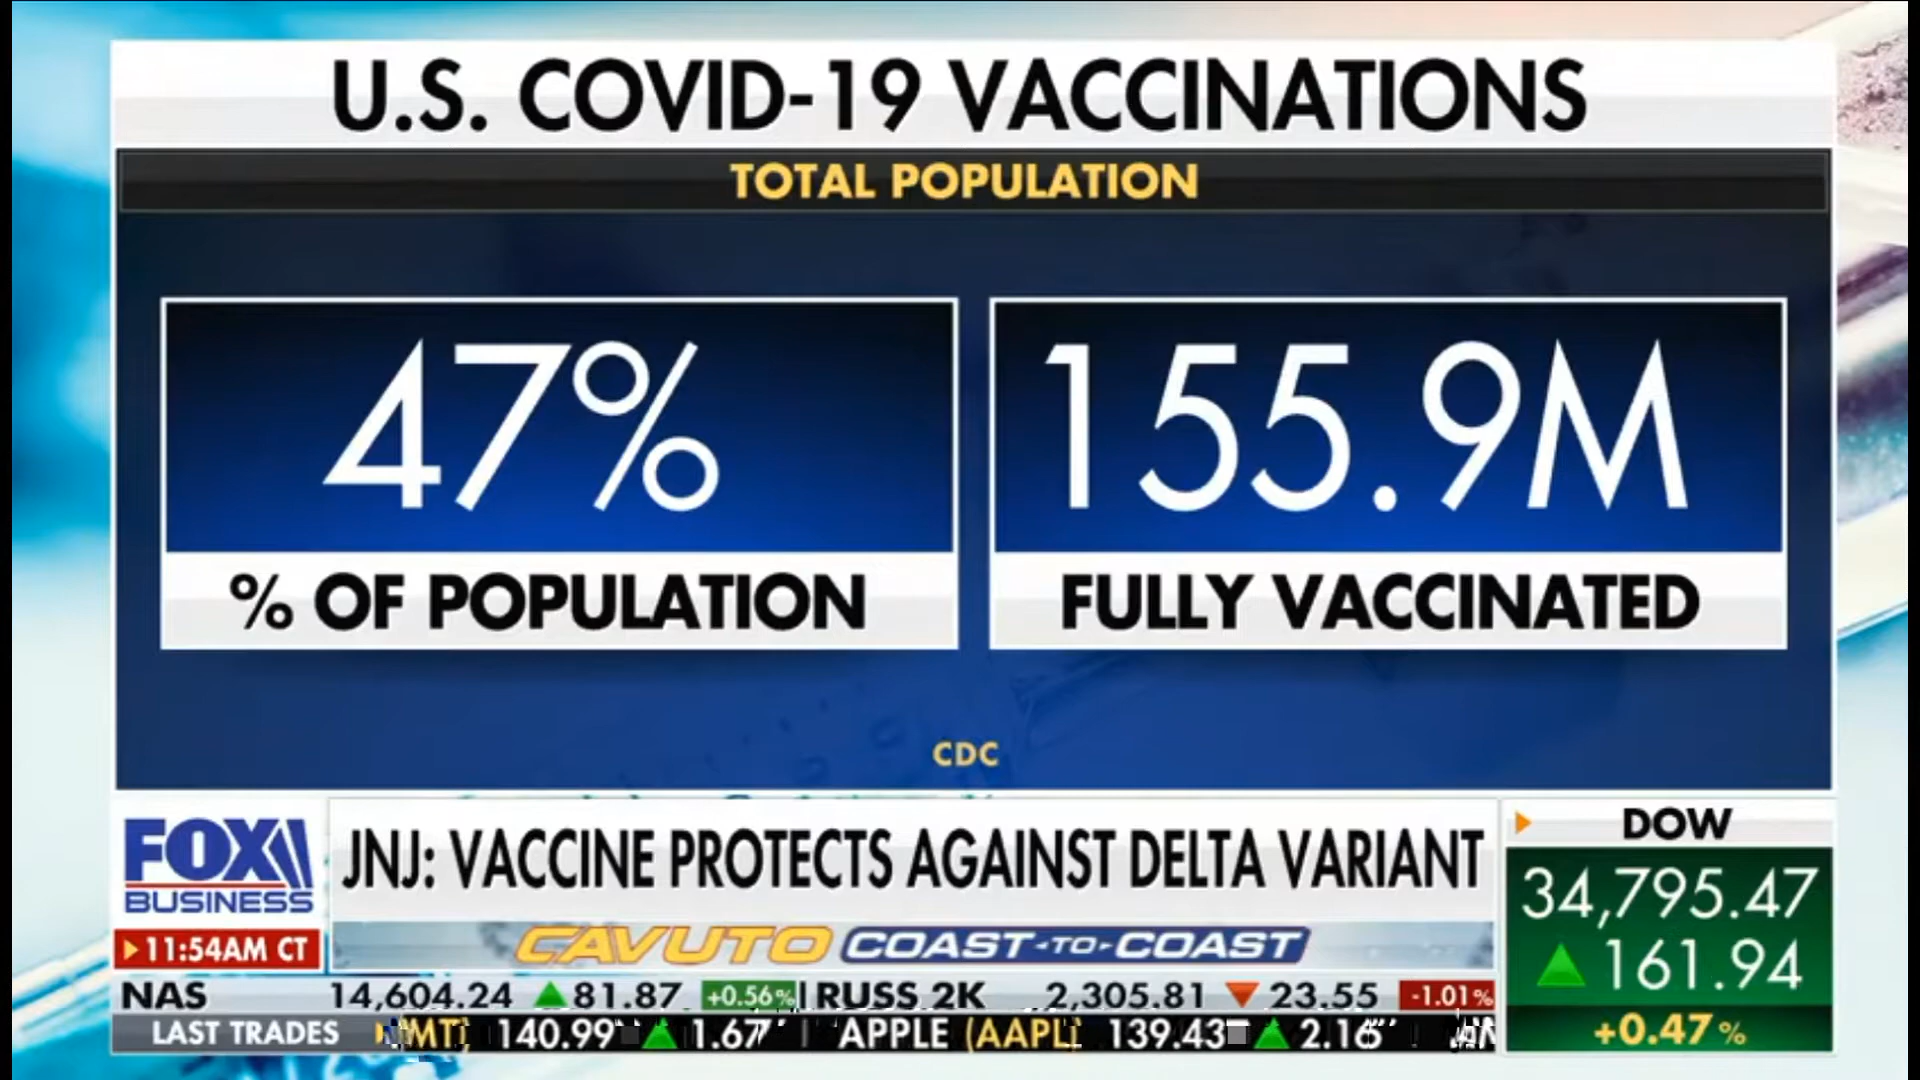 U.S. COVID-19 VACCINATIONS
TOTAL POPULATION
47%
% OF POPULATION
155.9M
FULLY VACCINATED
CDC
FOX BUSINESS
11:54AM CT
JNJ: VACCINE PROTECTS AGAINST DELTA VARIANT
CAVUTO COAST-TO-COAST
DOW
34,795.47
161.94
+0.47%
NAS 14,604.24 81.87 +0.56% RUSS 2K 2,305.81 23.55 -1.01%
LAST TRADES 140.99 1.67 APPLE (AAPL) 139.43 2.16